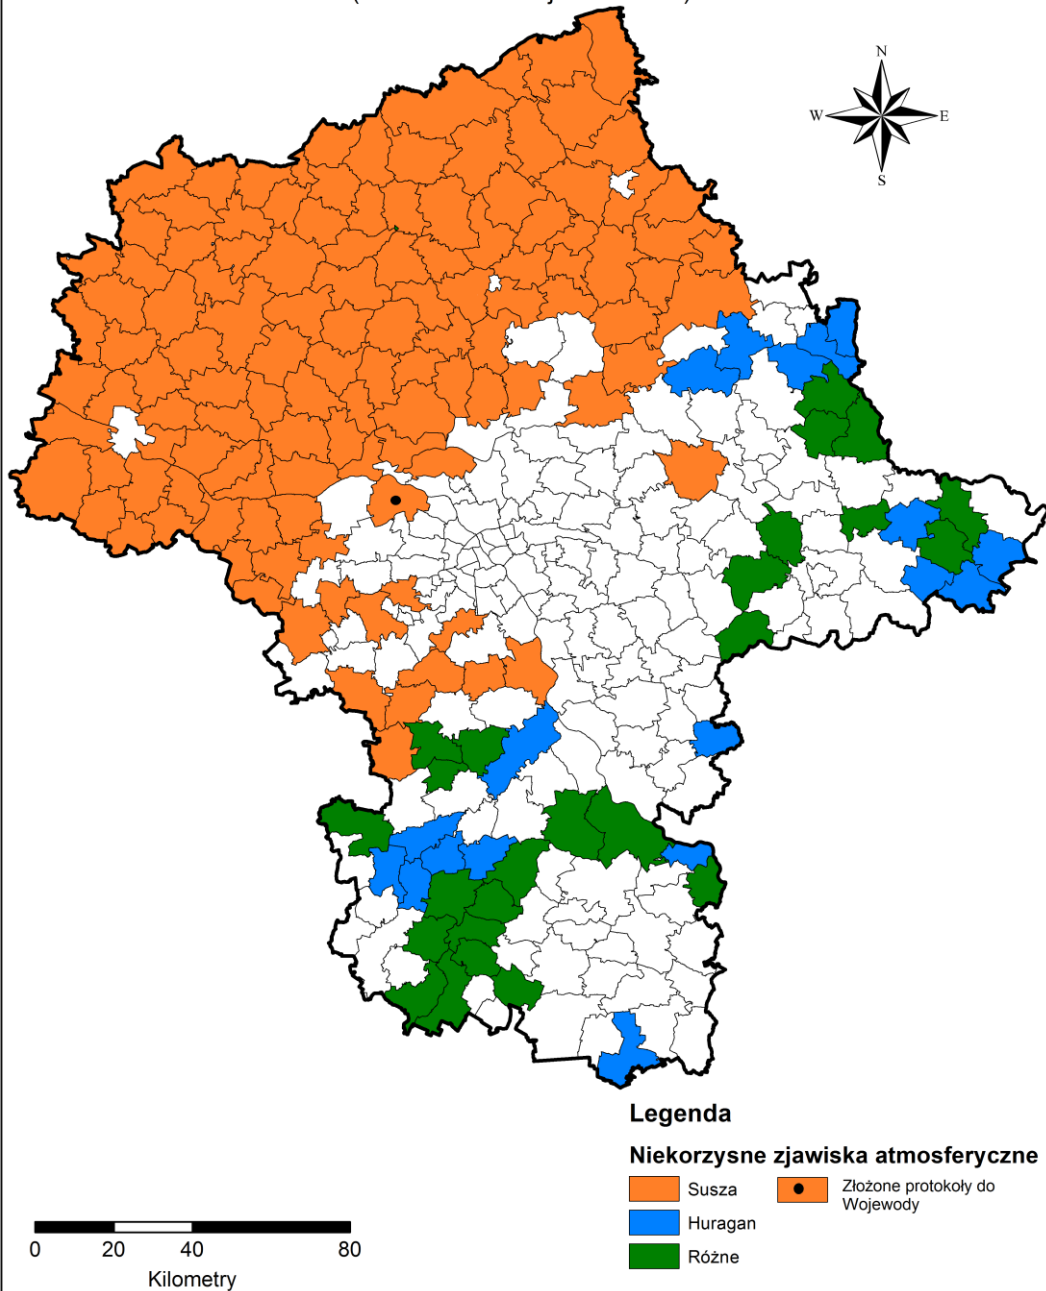 N
W E
S
Legenda
Niekorzysne zjawiska atmosferyczne
Susza
Złożone protokoły do
Wojewody
Huragan
Różne
0 20 40 80
Kilometry